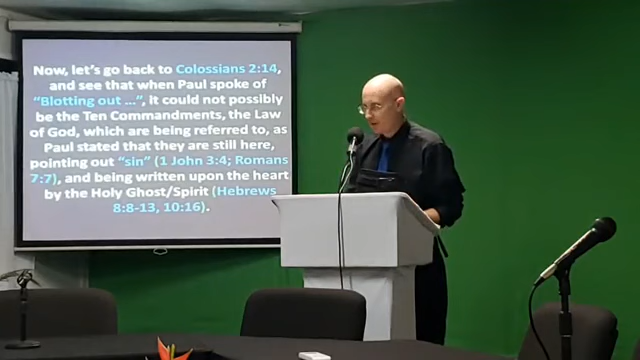 Now, let's go back to Colossians 2:14,
and see that when Paul spoke of
"Blotting out ...", it could not possibly
be the Ten Commandments, the Law
of God, which are being referred to, as
Paul stated that they are still here,
pointing out "sin" (1 John 3:4; Romans
7:7), and being written upon the heart
by the Holy Ghost/Spirit (Hebrews
8:8-13, 10:16).